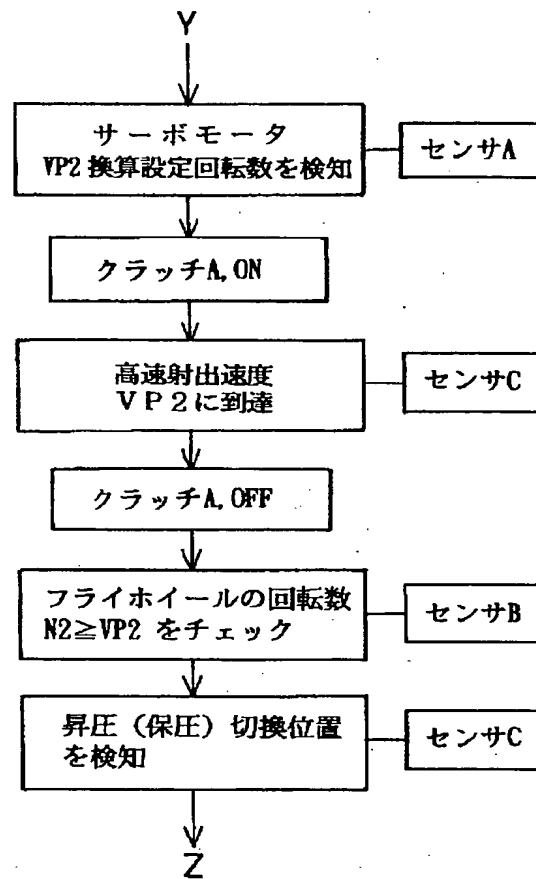 Y
サーボモータ
VP2換算設定回転数を検知
センサA
クラッチA,ON
高速射出速度
VP2に到達
センサC
クラッチA,OFF
フライホイールの回転数
N2≧VP2 をチェック
センサB
昇圧(保圧)切換位置
を検知
センサC
Z